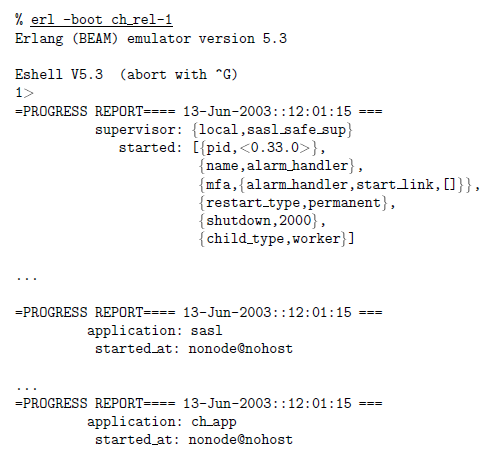 % erl -boot ch_rel-1
Erlang (BEAM) emulator version 5.3
Eshell V5.3 (abort with ^G)
1>
=PROGRESS REPORT==== 13-Jun-2003::12:01:15 ===
supervisor: {local,sasl_safe_sup}
started: [{pid,<0.33.0>},
{name,alarm_handler},
{mfa,{alarm_handler,start_link,[]}},
{restart_type,permanent},
{shutdown,2000},
{child_type,worker}]
...
=PROGRESS REPORT==== 13-Jun-2003::12:01:15 ===
application: sasl
started_at: nonode@nohost
...
=PROGRESS REPORT==== 13-Jun-2003::12:01:15 ===
application: ch_app
started_at: nonode@nohost